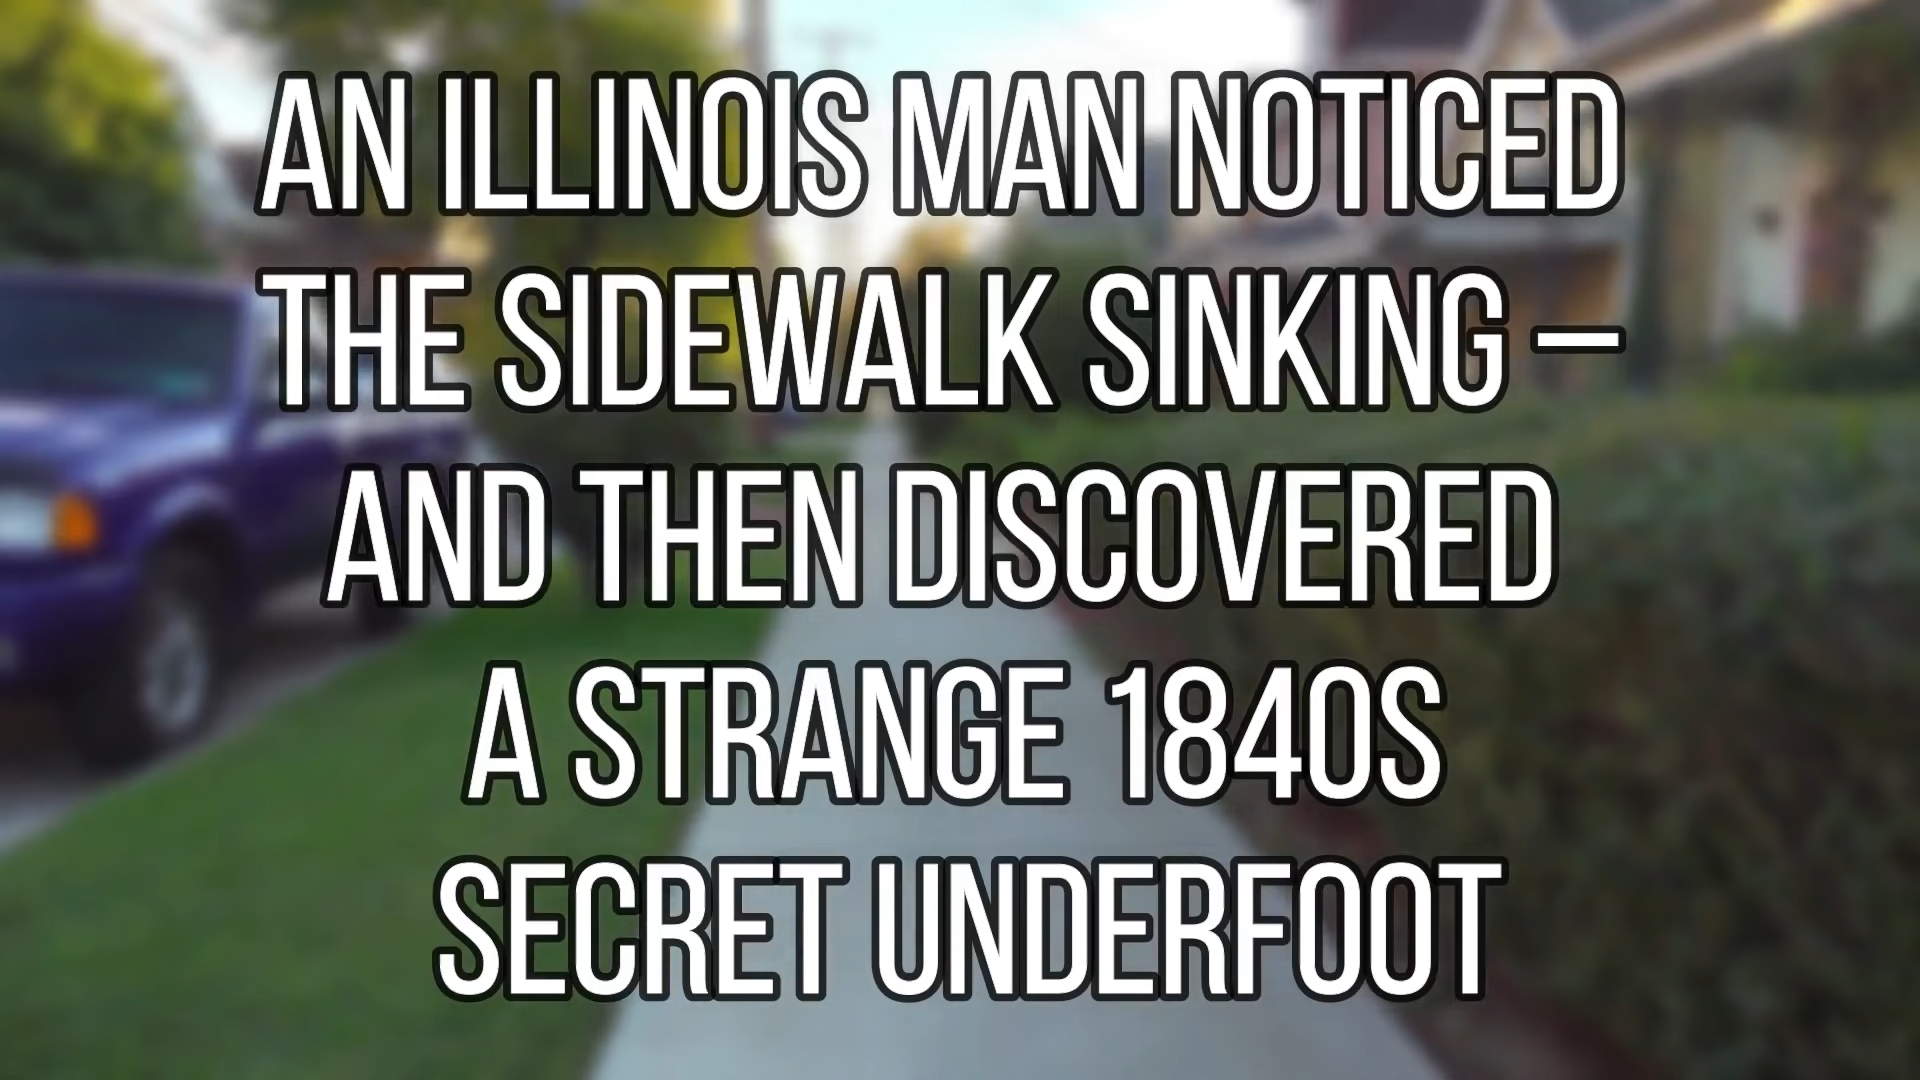 AN ILLINOIS MAN NOTICED
THE SIDEWALK SINKING –
AND THEN DISCOVERED
A STRANGE 1840S
SECRET UNDERFOOT